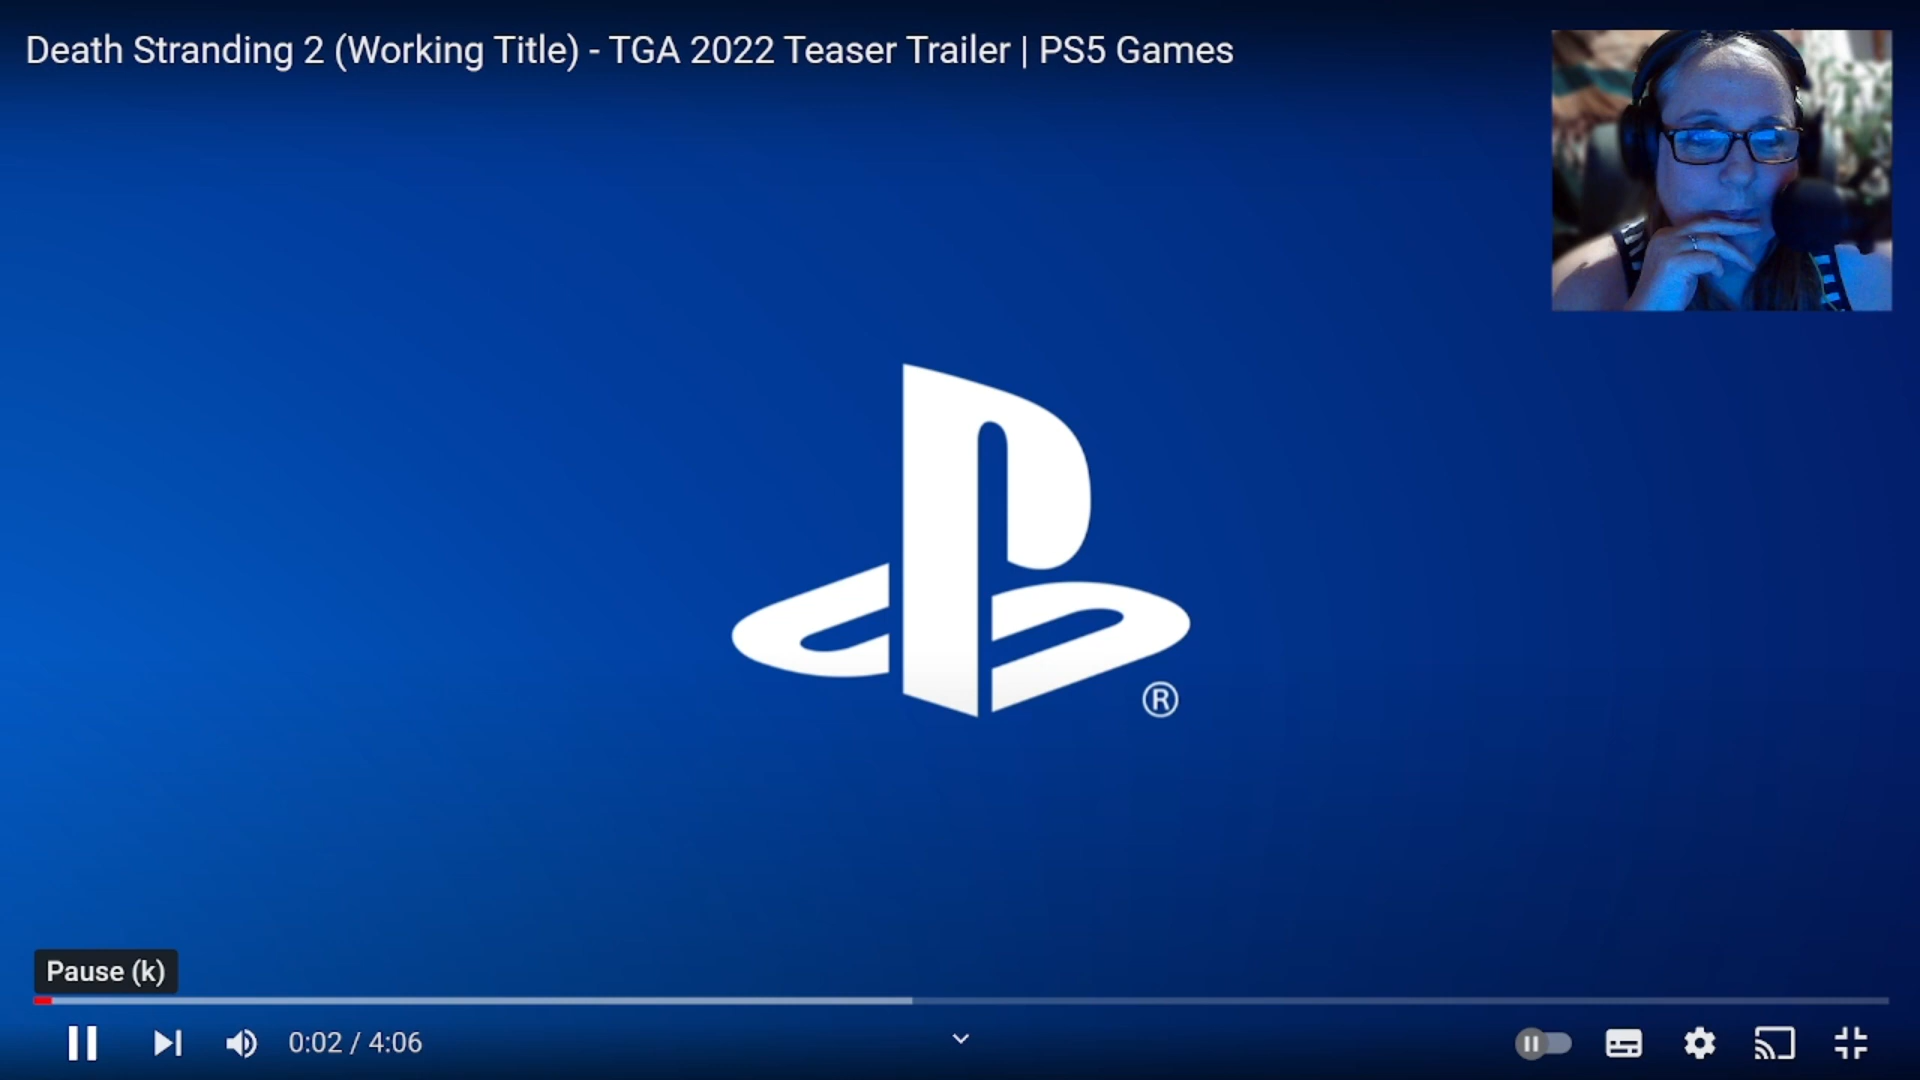 Death Stranding 2 (Working Title) - TGA 2022 Teaser Trailer | PS5 Games
®
Pause (k)
0:02 / 4:06